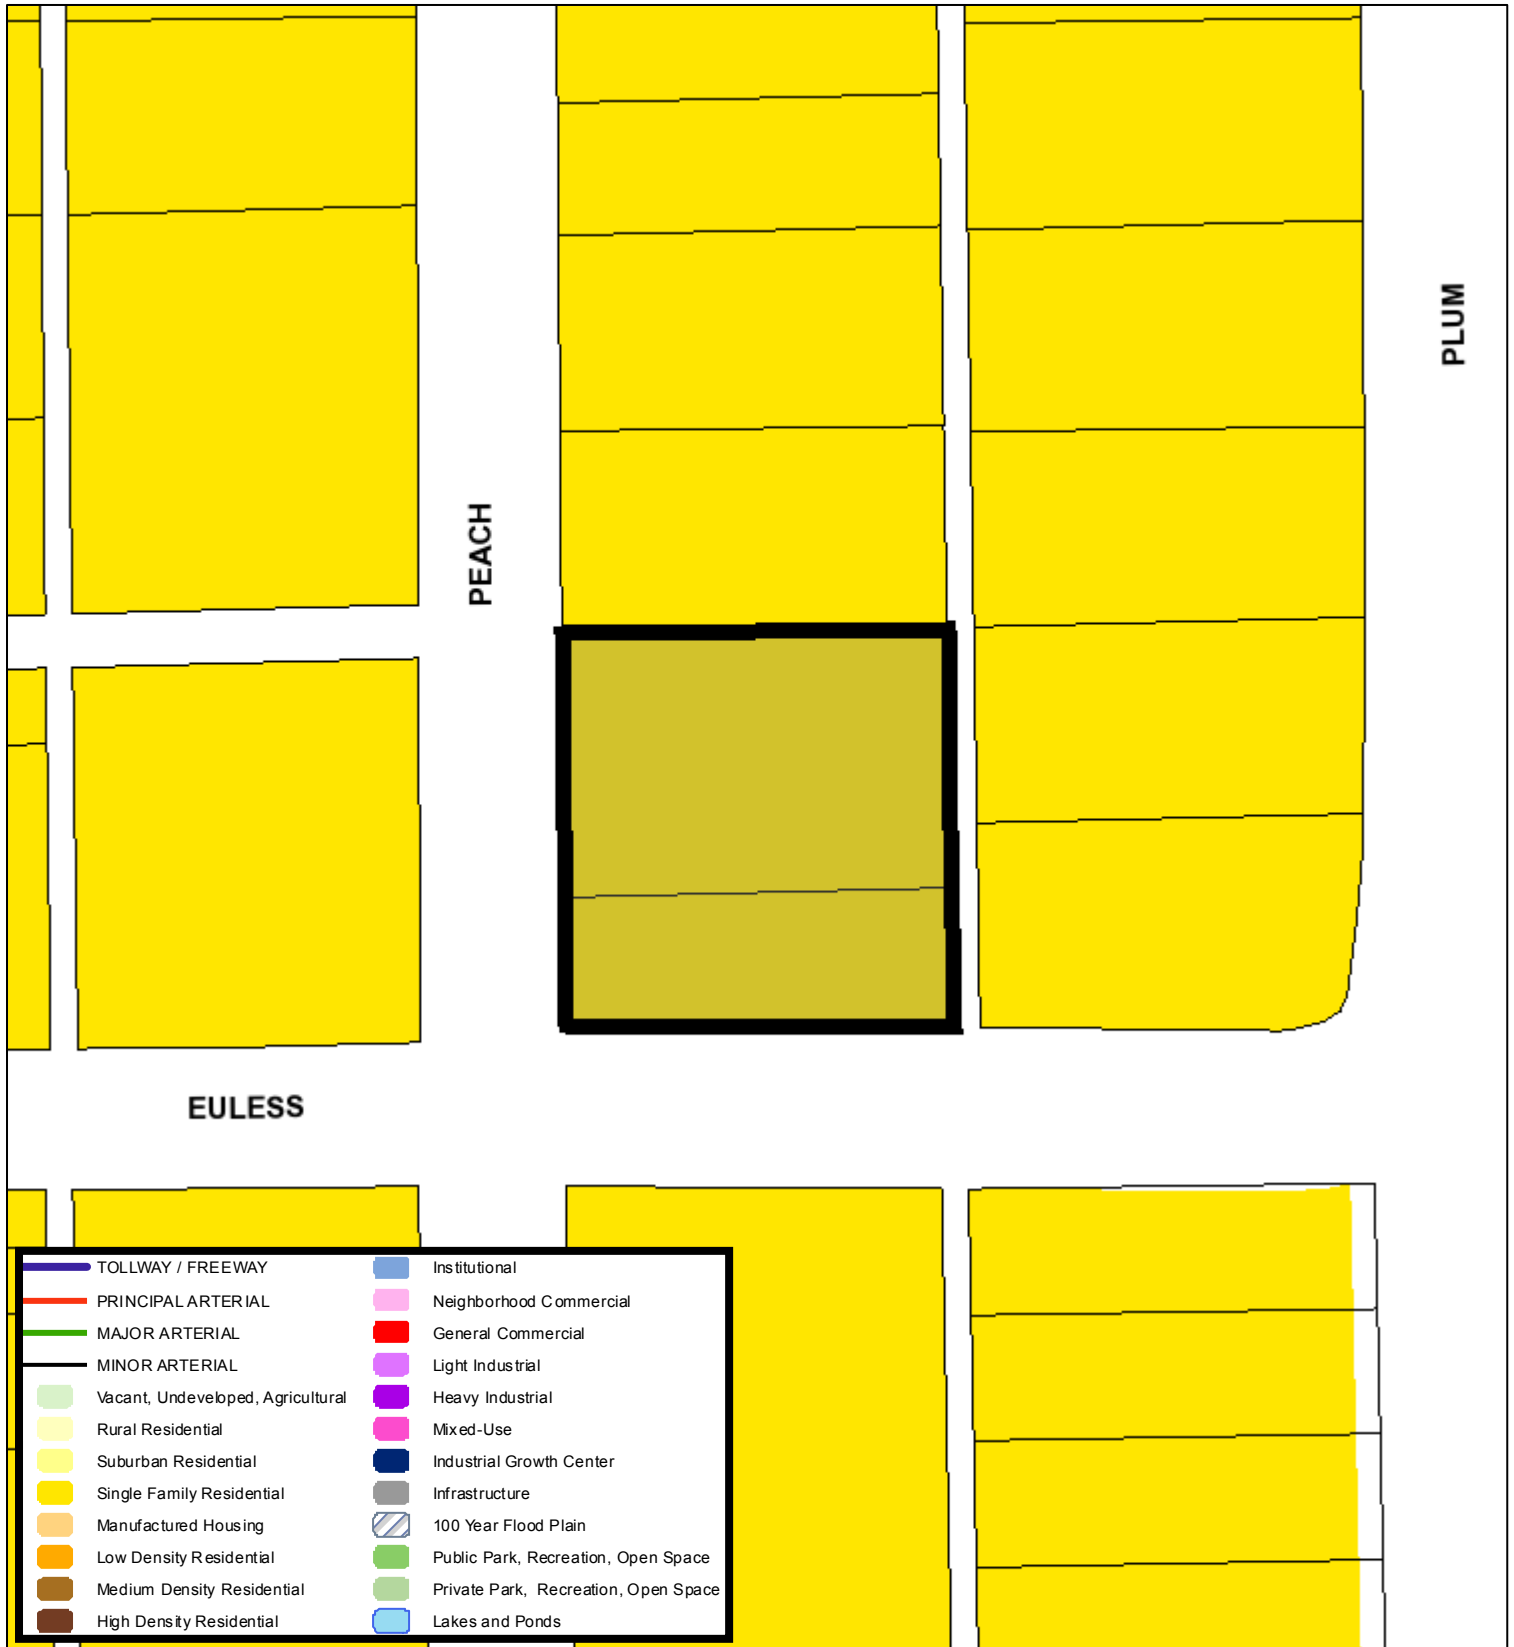 PLUM
PEACH
EULESS
TOLLWAY / FREEWAY
PRINCIPAL ARTERIAL
MAJOR ARTERIAL
MINOR ARTERIAL
Vacant, Undeveloped, Agricultural
Rural Residential
Suburban Residential
Single Family Residential
Manufactured Housing
Low Density Residential
Medium Density Residential
High Density Residential
Institutional
Neighborhood Commercial
General Commercial
Light Industrial
Heavy Industrial
Mixed-Use
Industrial Growth Center
Infrastructure
100 Year Flood Plain
Public Park, Recreation, Open Space
Private Park, Recreation, Open Space
Lakes and Ponds